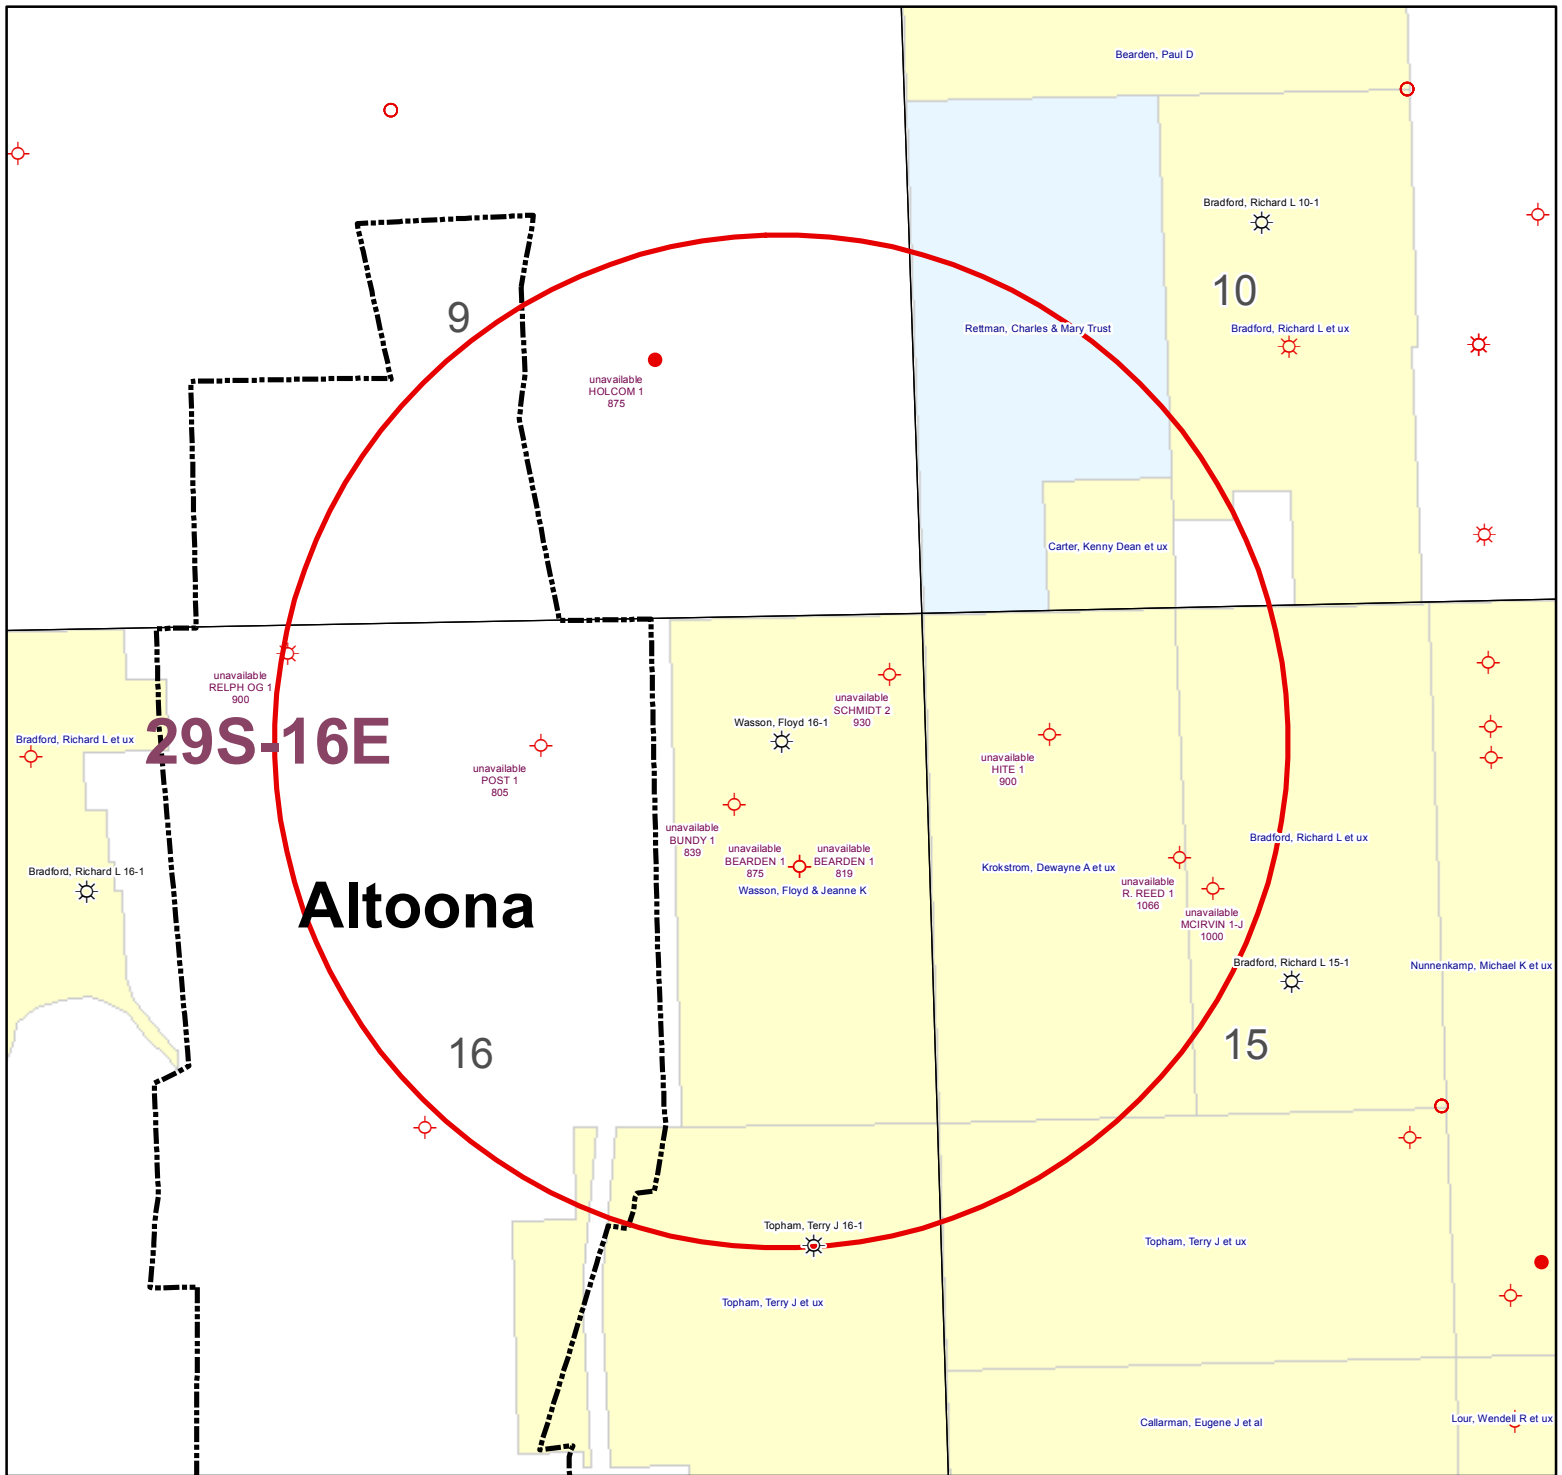 Bearden, Paul D
Bradford, Richard L 10-1
10
9
Rettman, Charles & Mary Trust
Bradford, Richard L et ux
unavailable
HOLCOM 1
875
Carter, Kenny Dean et ux
unavailable
RELPH OG 1
900
unavailable
SCHMIDT 2
930
Wasson, Floyd 16-1
29S-16E
Bradford, Richard L et ux
unavailable
POST 1
805
unavailable
HITE 1
900
unavailable
BUNDY 1
839
unavailable
BEARDEN 1
875
unavailable
BEARDEN 1
819
Wasson, Floyd & Jeanne K
Bradford, Richard L et ux
Krokstrom, Dewayne A et ux
Bradford, Richard L 16-1
unavailable
R. REED 1
1066
unavailable
MCIRVIN 1-J
1000
Altoona
Bradford, Richard L 15-1
Nunnenkamp, Michael K et ux
16
15
Topham, Terry J 16-1
Topham, Terry J et ux
Topham, Terry J et ux
Callarman, Eugene J et al
Lour, Wendell R et ux